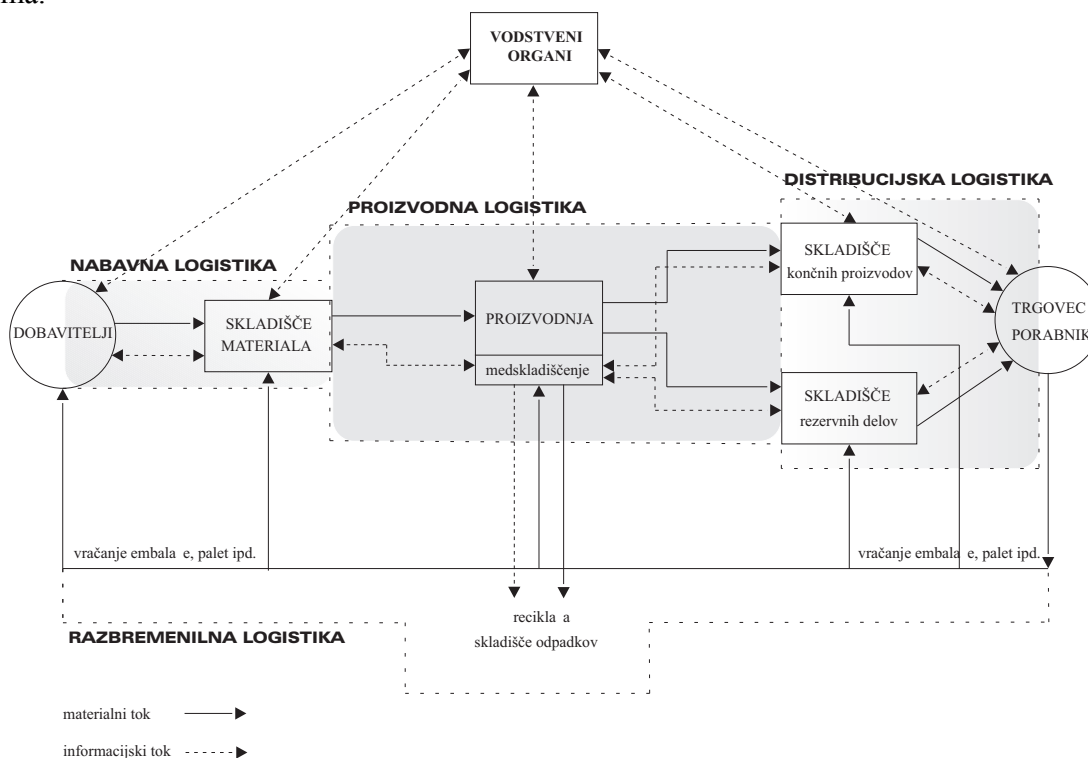 VODSTVENI
ORGANI
DISTRIBUCIJSKA LOGISTIKA
PROIZVODNA LOGISTIKA
NABAVNA LOGISTIKA
DOBAVITELJI
SKLADIŠČE
MATERIALA
PROIZVODNJA
medskladiščenje
SKLADIŠČE
končnih proizvodov
SKLADIŠČE
rezervnih delov
TRGOVEC
PORABNIK
vračanje embala e, palet ipd.
vračanje embala e, palet ipd.
recikla a
skladišče odpadkov
RAZBREMENILNA LOGISTIKA
materialni tok
informacijski tok